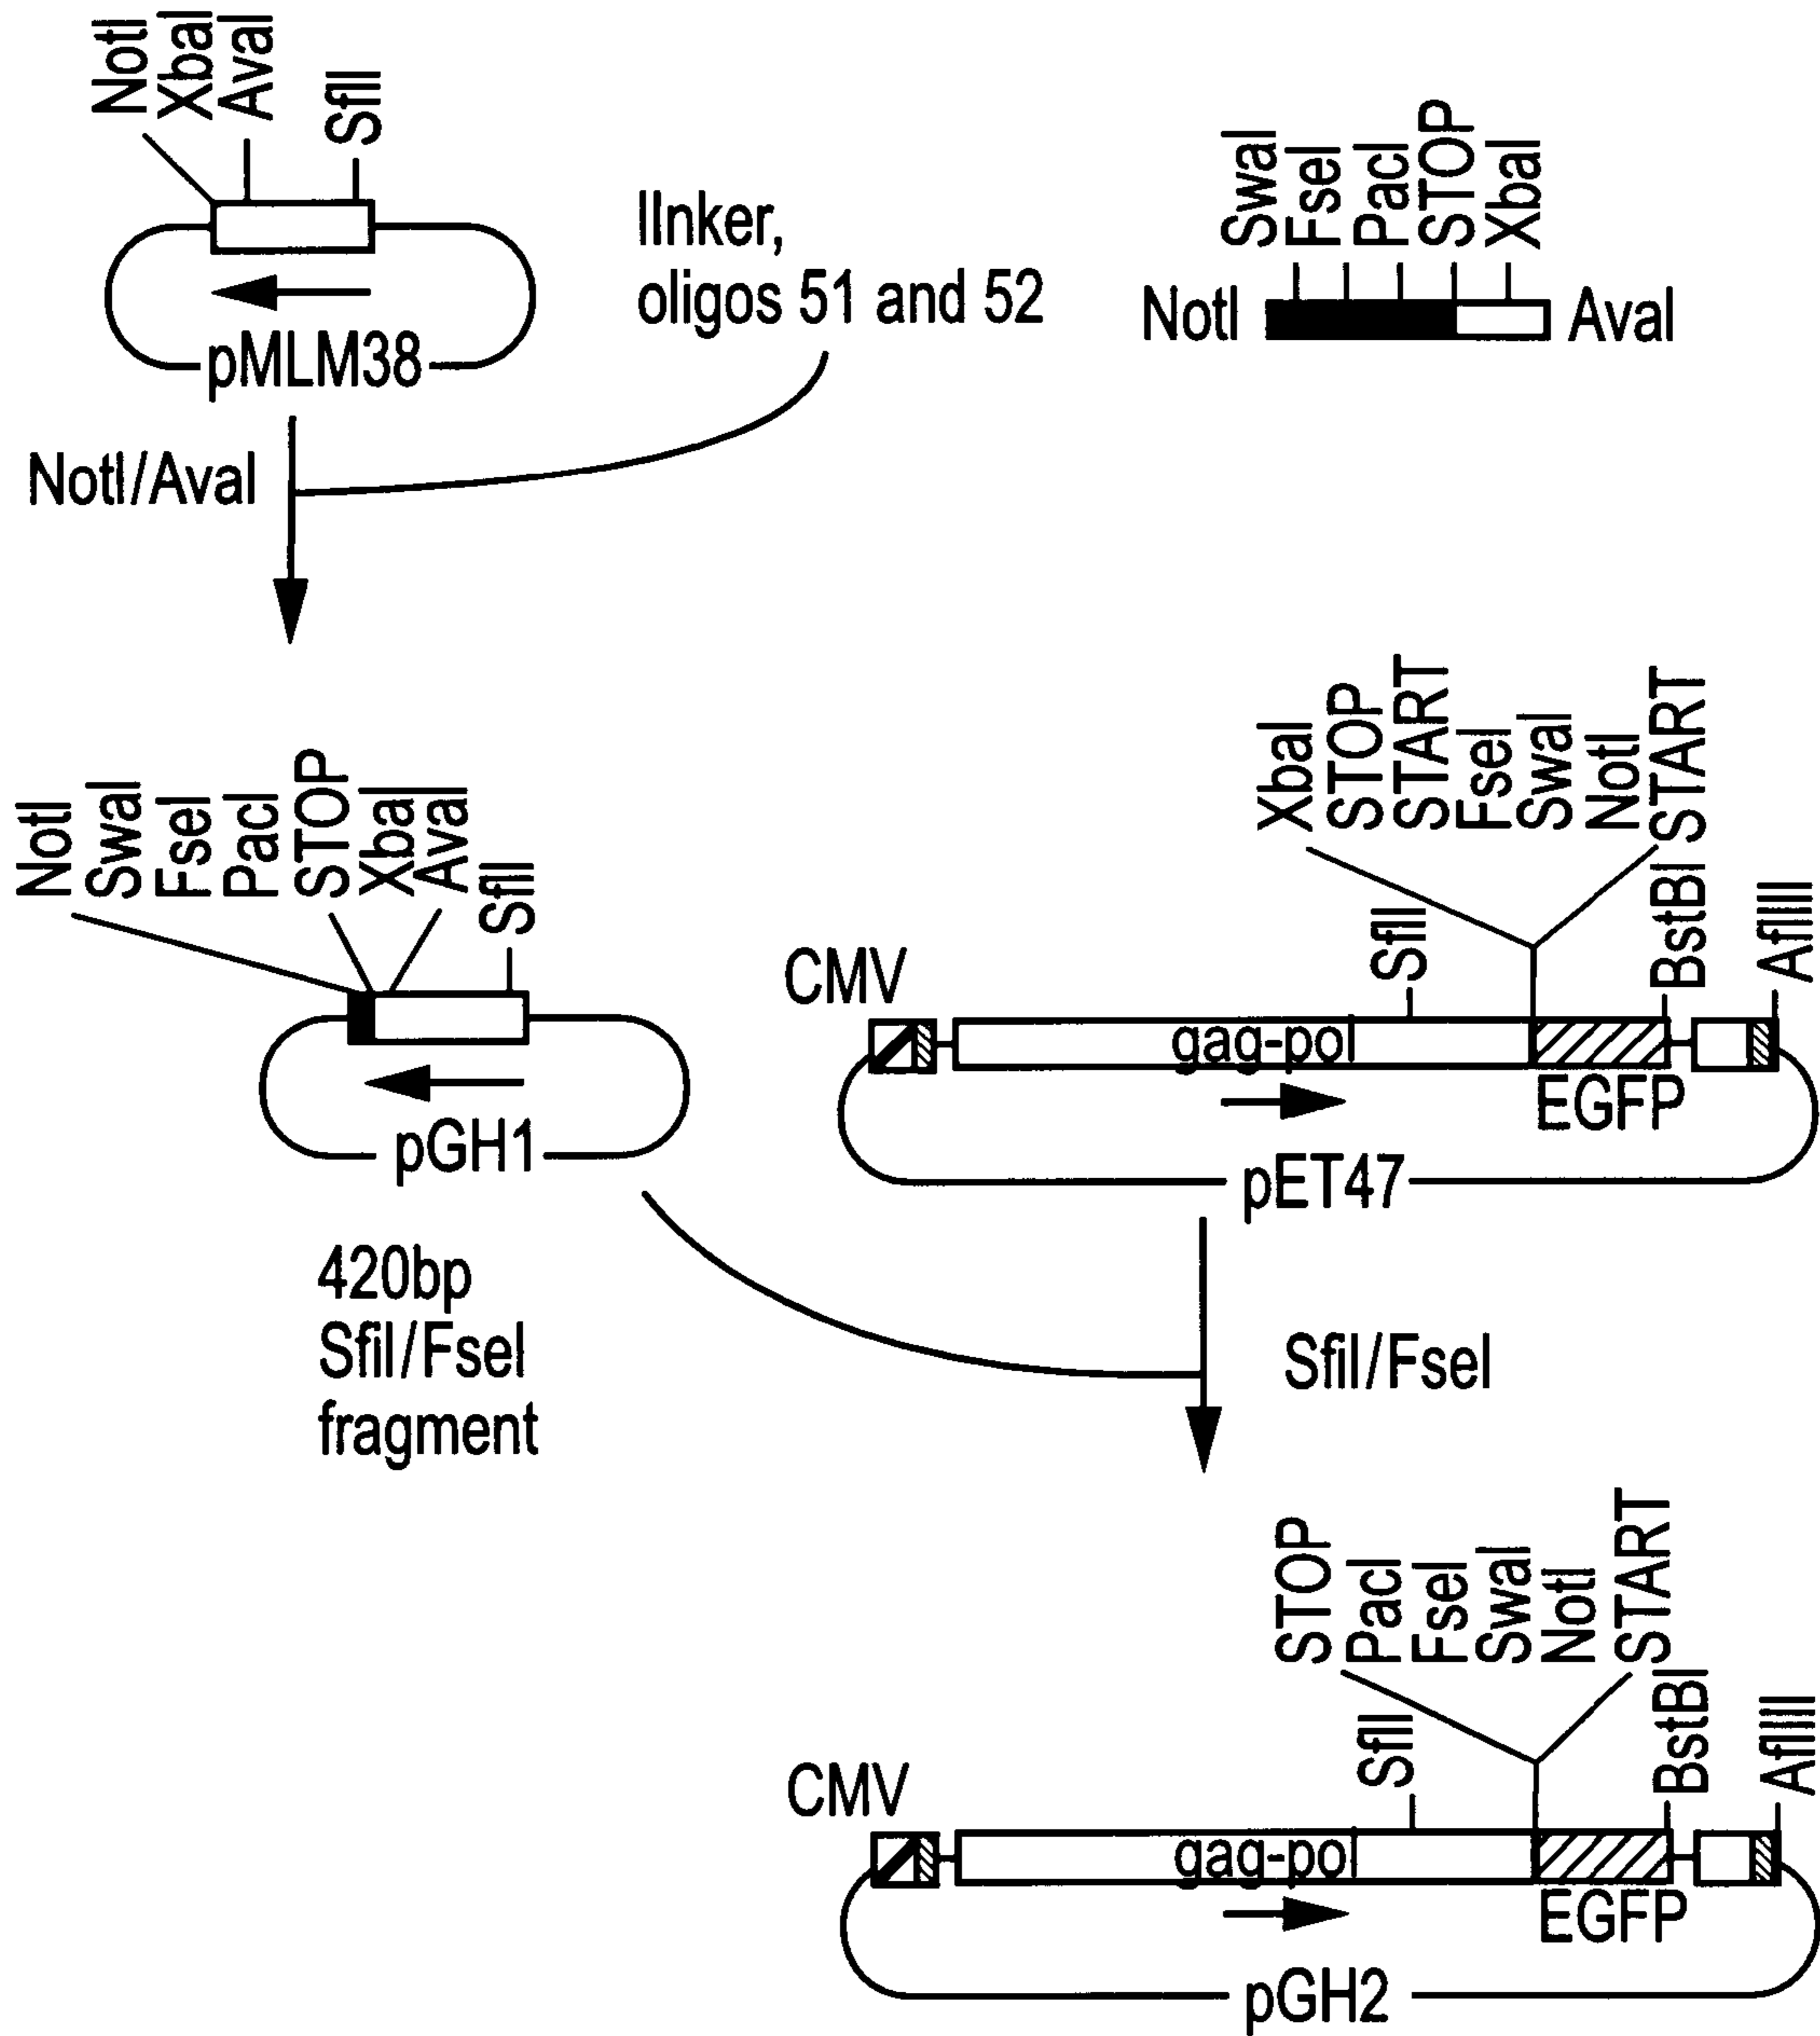 NotI
XbaI
AvaI
SfiI
pMLM38
lInker,
oligos 51 and 52
SwaI
FseI
PacI
STOP
XbaI
NotI
AvaI
NotI/AvaI
NotI
SwaI
FseI
PacI
STOP
XbaI
AvaI
SfiI
pGH1
420bp
SfiI/FseI
fragment
XbaI
STOP
START
FseI
SwaI
NotI
START
SfiI
BstBI
AflIII
CMV
gag-pol
EGFP
pET47
SfiI/FseI
STOP
PacI
FseI
SwaI
NotI
START
SfiI
BstBI
AflIII
CMV
gag-pol
EGFP
pGH2